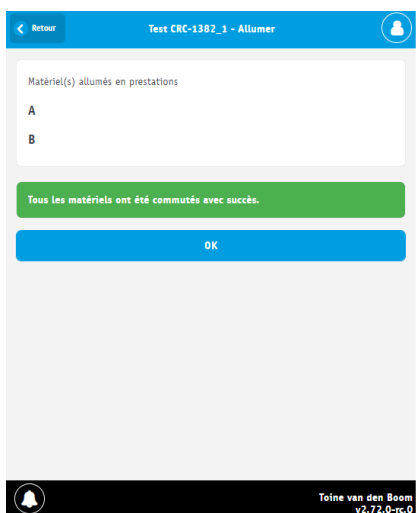 Retour
Test CRC-1382_1 - Allumer
Matériel(s) allumés en prestations
A
B
Tous les matériels ont été commutés avec succès.
OK
Toine van den Boom
v2.72.0-rc.0